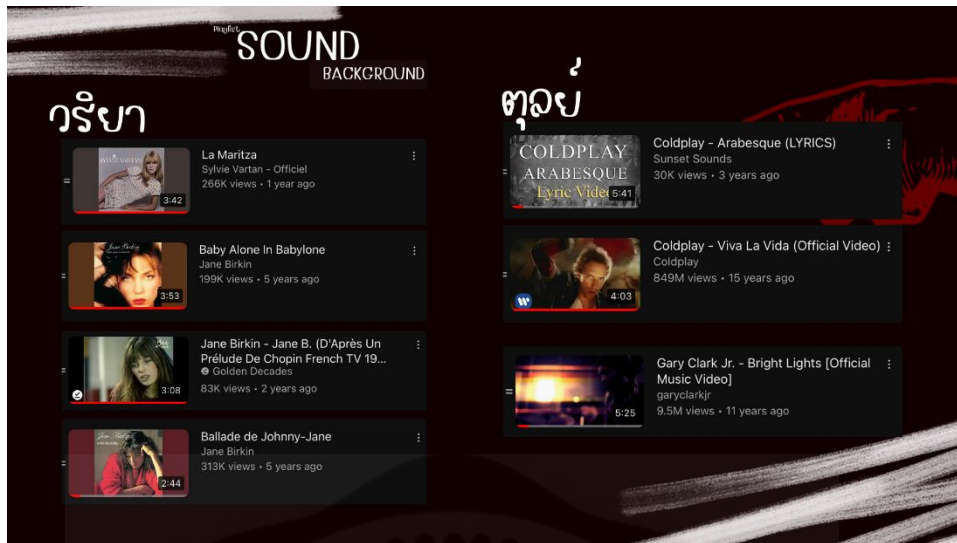 Playlist
SOUND
BACKGROUND
วริยา
La Maritza
Sylvie Vartan - Officiel
266K views • 1 year ago
SYLVIE VARTAN
3:42
Baby Alone In Babylone
Jane Birkin
199K views • 5 years ago
Jane Birkin
3:53
Jane Birkin - Jane B. (D'Après Un
Prélude De Chopin French TV 19...
Golden Decades
83K views • 2 years ago
3:08
Ballade de Johnny-Jane
Jane Birkin
313K views • 5 years ago
Jane Birkin
2:44
ตุลย์
COLDPLAY
ARABESQUE
Lyric Video
5:41
Coldplay - Arabesque (LYRICS)
Sunset Sounds
30K views • 3 years ago
Coldplay - Viva La Vida (Official Video)
Coldplay
849M views • 15 years ago
4:03
Gary Clark Jr. - Bright Lights [Official
Music Video]
garyclarkjr
9.5M views • 11 years ago
5:25